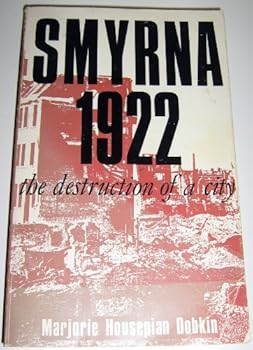 SMYRNA
1922
the destruction of a city
Marjorie Housepian Dobkin